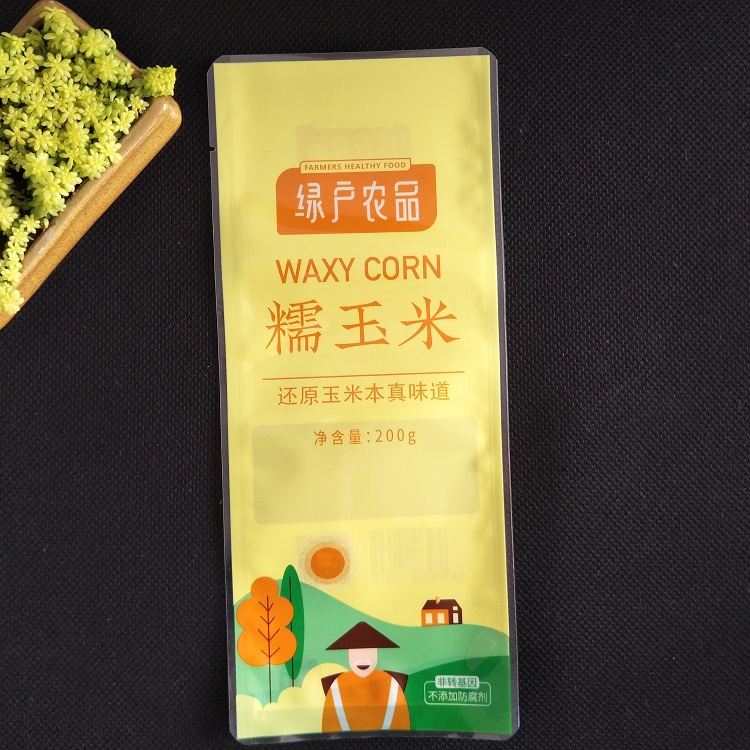 FARMERS HEALTHY FOOD
绿户农品
WAXY CORN
糯玉米
还原玉米本真味道
净含量:200g
非转基因
不添加防腐剂